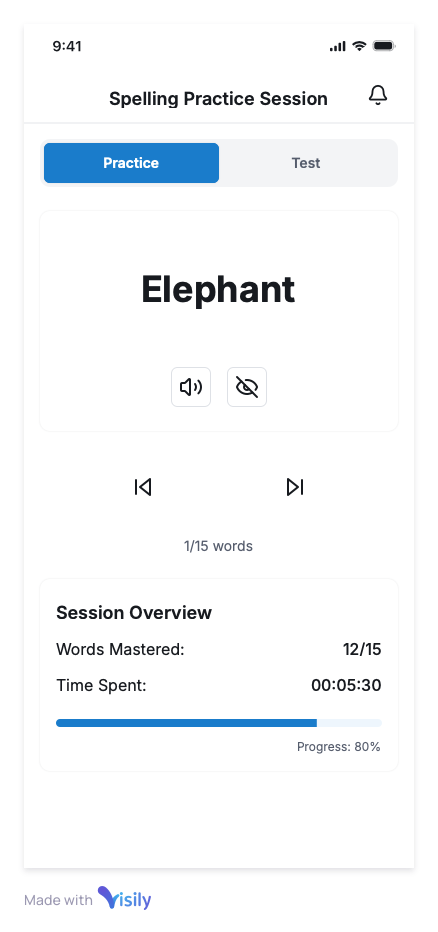 9:41
Spelling Practice Session
Practice Test
Elephant
1/15 words
Session Overview
Words Mastered: 12/15
Time Spent: 00:05:30
Progress: 80%
Made with Visily